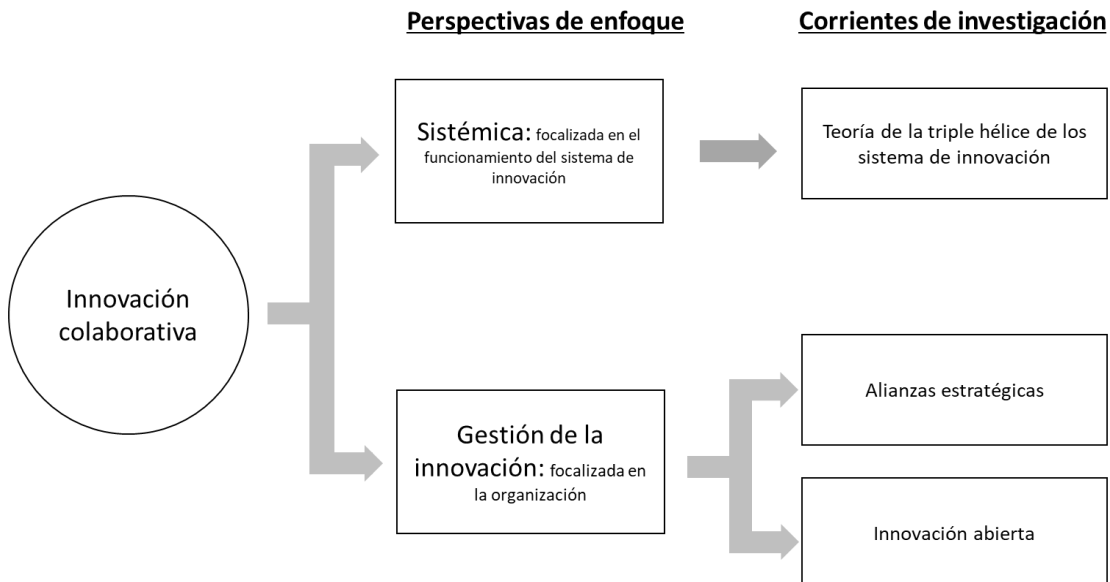 Perspectivas de enfoque
Corrientes de investigación
Innovación
colaborativa
Sistémica: focalizada en el
funcionamiento del sistema de
innovación
Teoría de la triple hélice de los
sistema de innovación
Gestión de la
innovación: focalizada en
la organización
Alianzas estratégicas
Innovación abierta